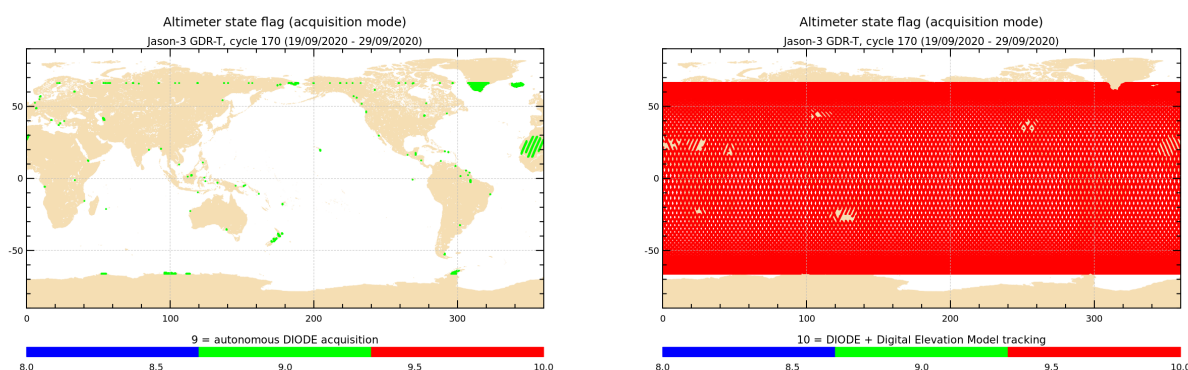 Altimeter state flag (acquisition mode)
Jason-3 GDR-T, cycle 170 (19/09/2020 - 29/09/2020)
50
0
-50
0 100 200 300
9 = autonomous DIODE acquisition
8.0 8.5 9.0 9.5 10.0
Altimeter state flag (acquisition mode)
Jason-3 GDR-T, cycle 170 (19/09/2020 - 29/09/2020)
50
0
-50
0 100 200 300
10 = DIODE + Digital Elevation Model tracking
8.0 8.5 9.0 9.5 10.0